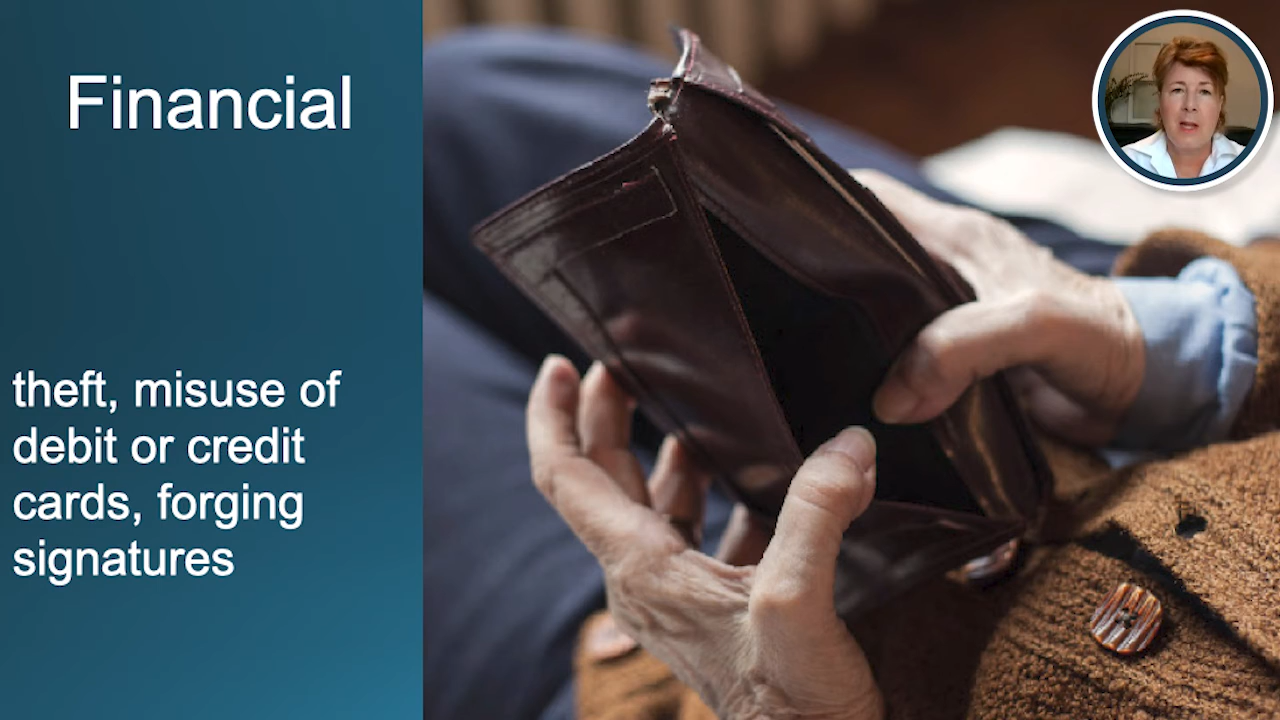 Financial
theft, misuse of
debit or credit
cards, forging
signatures